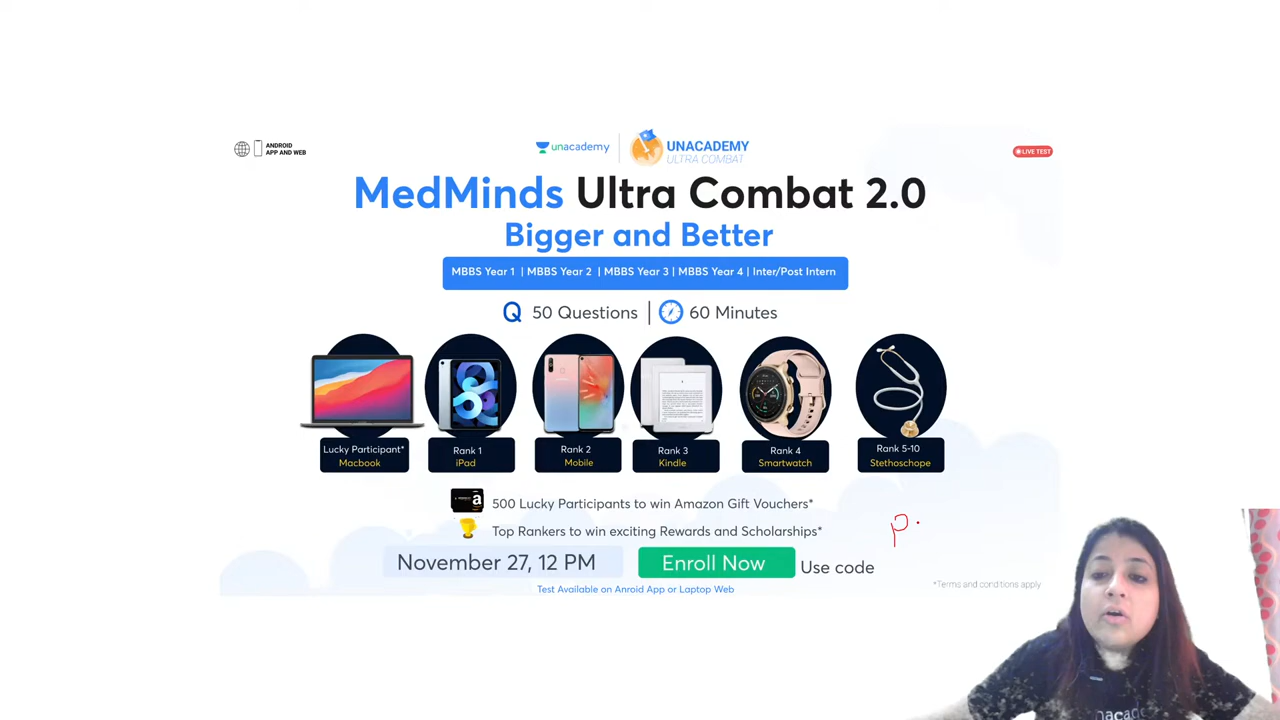 ANDROID
APP AND WEB
unacademy
UNACADEMY
ULTRA COMBAT
LIVE TEST
MedMinds Ultra Combat 2.0
Bigger and Better
MBBS Year 1 | MBBS Year 2 | MBBS Year 3 | MBBS Year 4 | Inter/Post Intern
Q 50 Questions | 60 Minutes
Lucky Participant*
Macbook
Rank 1
iPad
Rank 2
Mobile
Rank 3
Kindle
Rank 4
Smartwatch
Rank 5-10
Stethoschope
a 500 Lucky Participants to win Amazon Gift Vouchers*
Top Rankers to win exciting Rewards and Scholarships*
p.
November 27, 12 PM
Enroll Now
Use code
*Terms and conditions apply
Test Available on Anroid App or Laptop Web